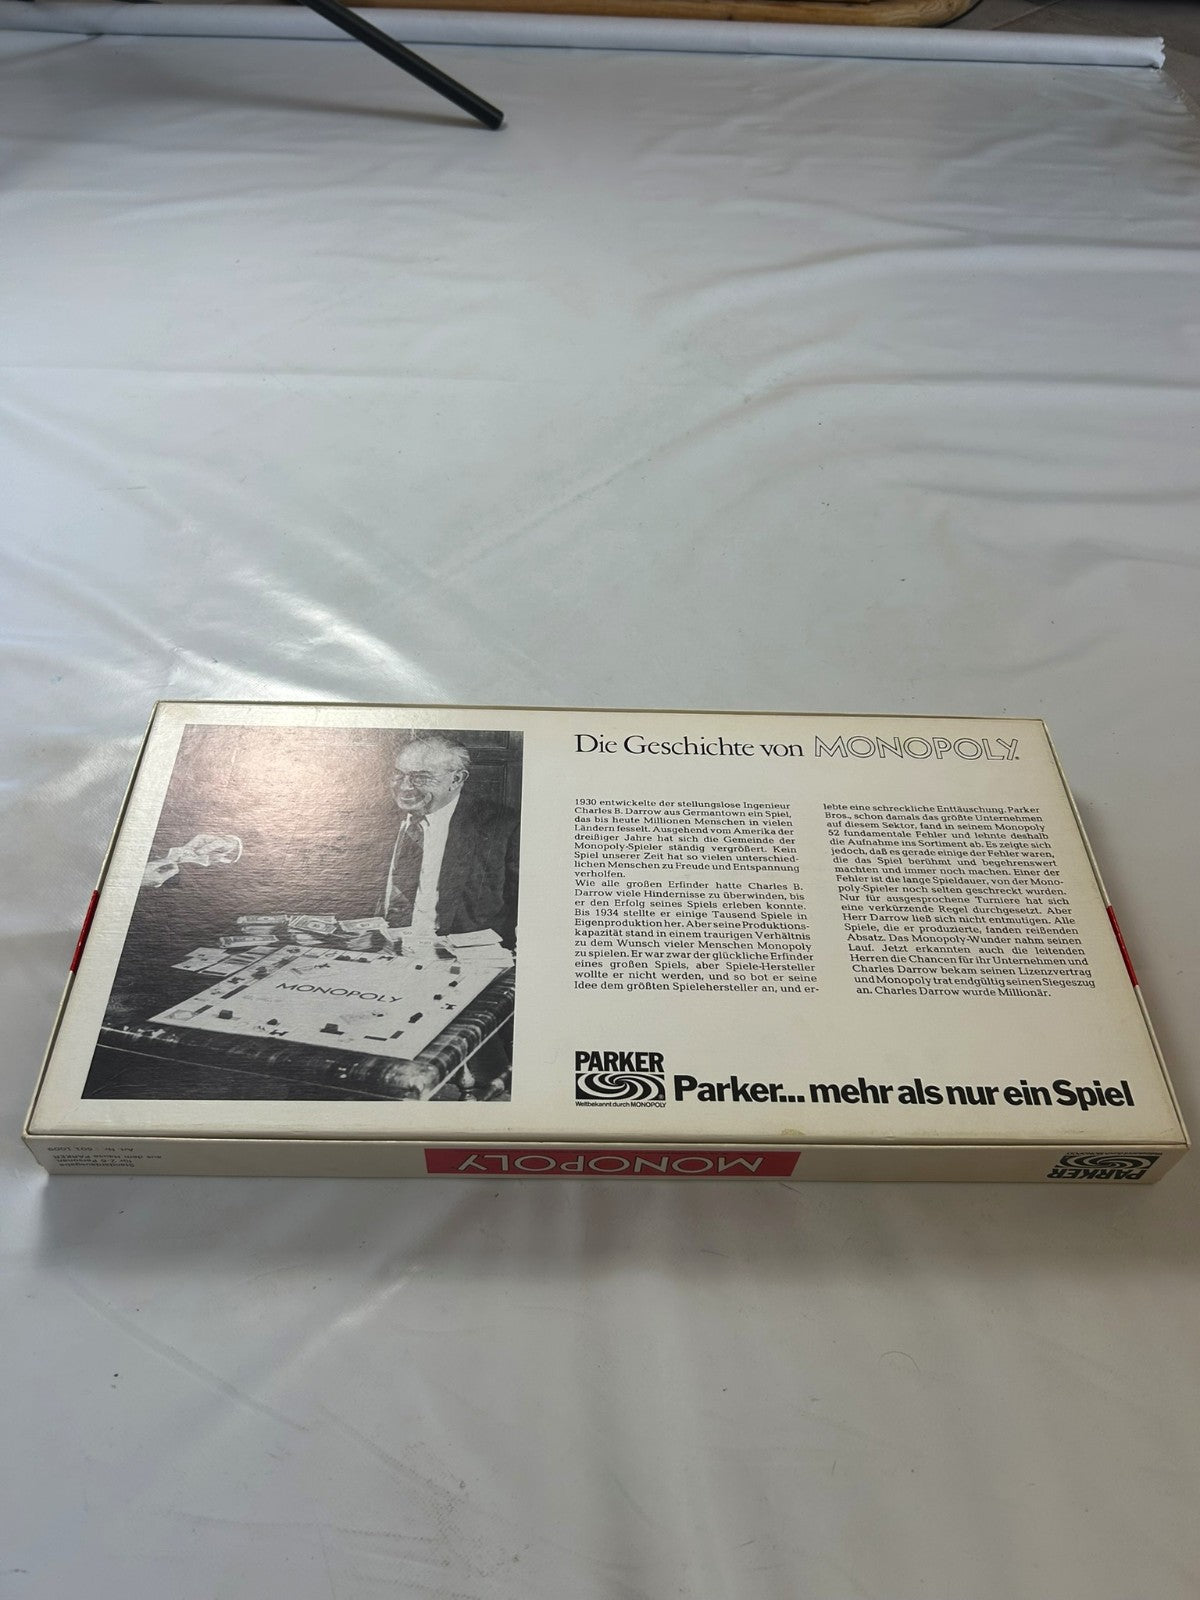 Die Geschichte von MONOPOLY®
1930 entwickelte der stellungslose Ingenieur
Charles B. Darrow aus Germantown ein Spiel,
das bis heute Millionen Menschen in vielen
Ländern fesselt. Ausgehend vom Amerika der
dreißiger Jahre hat sich die Gemeinde der
Monopoly-Spieler ständig vergrößert. Kein
Spiel unserer Zeit hat so vielen unterschied-
lichen Menschen zu Freude und Entspannung
verholfen.
Wie alle großen Erfinder hatte Charles B.
Darrow viele Hindernisse zu überwinden, bis
er den Erfolg seines Spiels erleben konnte.
Bis 1934 stellte er einige Tausend Spiele in
Eigenproduktion her. Aber seine Produktions-
kapazität stand in einem traurigen Verhältnis
zu dem Wunsch vieler Menschen Monopoly
zu spielen. Er war zwar der glückliche Erfinder
eines großen Spiels, aber Spiele-Hersteller
wollte er nicht werden, und so bot er seine
Idee dem größten Spielehersteller an, und er-
lebte eine schreckliche Enttäuschung. Parker
Bros., schon damals das größte Unternehmen
auf diesem Sektor, fand in seinem Monopoly
52 fundamentale Fehler und lehnte deshalb
die Aufnahme ins Sortiment ab. Es zeigte sich
jedoch, daß es gerade einige der Fehler waren,
die das Spiel berühmt und begehrenswert
machten und immer noch machen. Einer der
Fehler ist die lange Spieldauer, von der Mono-
poly-Spieler noch selten geschreckt wurden.
Nur für ausgesprochene Turniere hat sich
eine verkürzende Regel durchgesetzt. Aber
Herr Darrow ließ sich nicht entmutigen. Alle
Spiele, die er produzierte, fanden reißenden
Absatz. Das Monopoly-Wunder nahm seinen
Lauf. Jetzt erkannten auch die leitenden
Herren die Chancen für ihr Unternehmen und
Charles Darrow bekam seinen Lizenzvertrag
und Monopoly trat endgültig seinen Siegeszug
an. Charles Darrow wurde Millionär.
MONOPOLY
PARKER
Weltbekannt durch MONOPOLY
Parker... mehr als nur ein Spiel
Standardausgabe
für 2-6 Personen
aus dem Hause PARKER
Art. Nr. 601 1009
MONOPOLY
PARKER